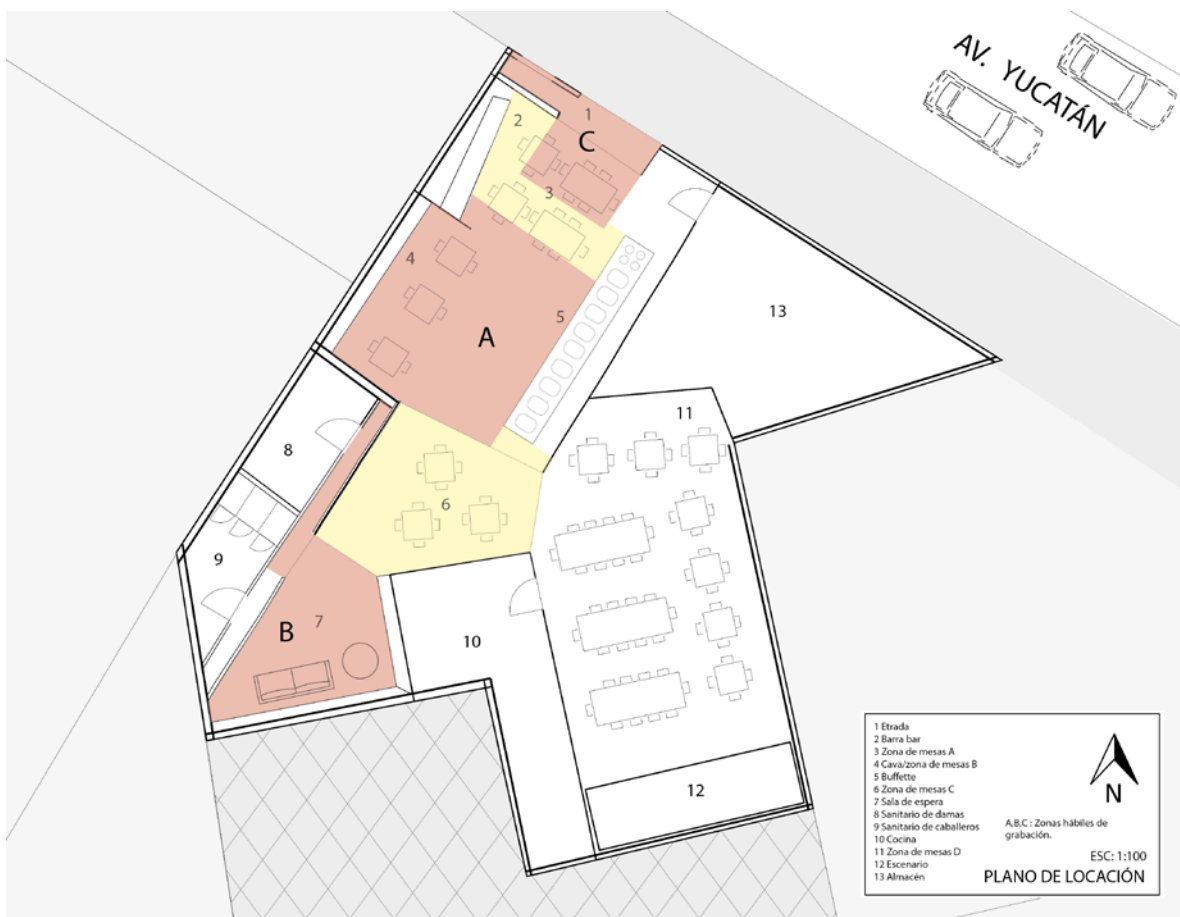 AV. YUCATÁN
1
C
2
3
4
A
5
13
11
8
6
9
B
7
10
12
1 Etrada
2 Barra bar
3 Zona de mesas A
4 Cava/zona de mesas B
5 Buffette
6 Zona de mesas C
7 Sala de espera
8 Sanitario de damas
9 Sanitario de caballeros
10 Cocina
11 Zona de mesas D
12 Escenario
13 Almacén
N
A,B,C : Zonas hábiles de
grabación.
ESC: 1:100
PLANO DE LOCACIÓN